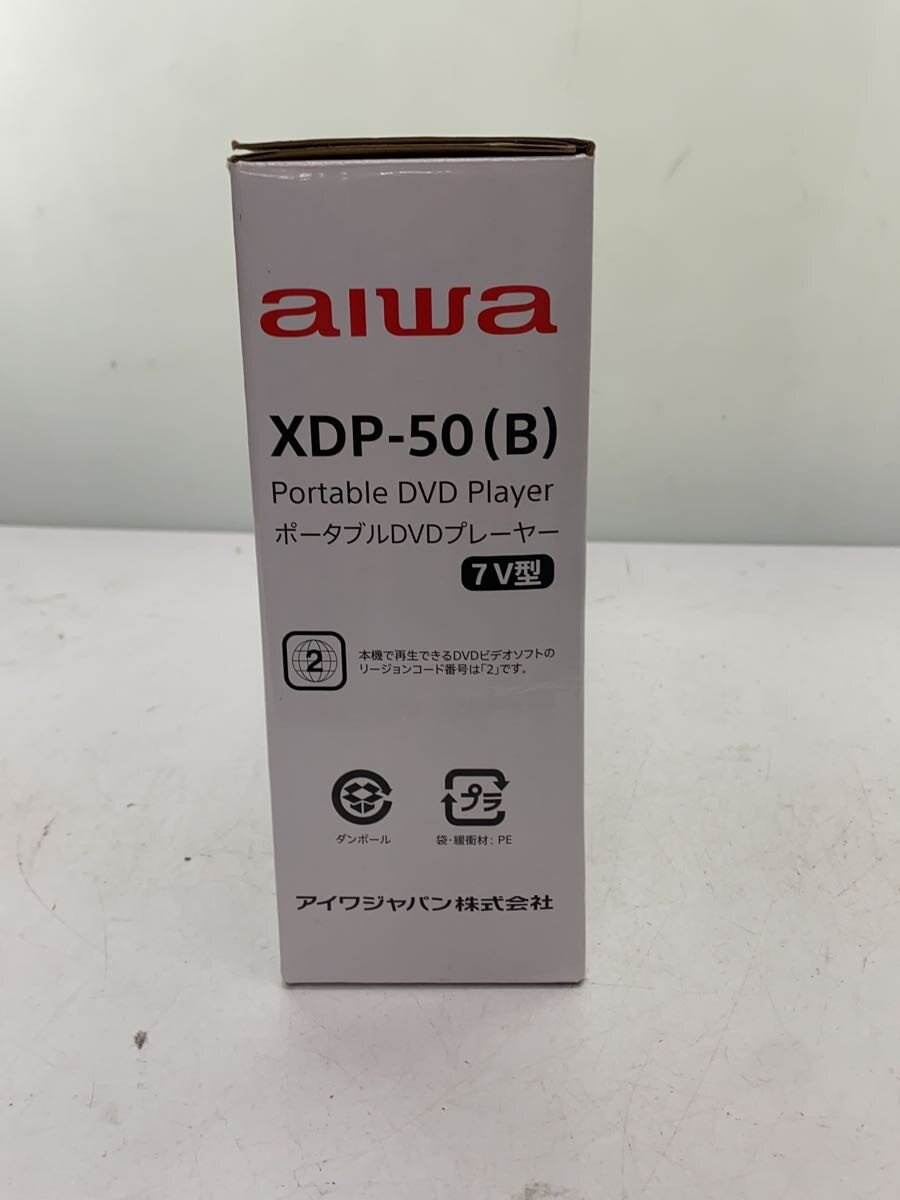 aiwa
XDP-50(B)
Portable DVD Player
ポータブルDVDプレーヤー
7V型
2
本機で再生できるDVDビデオソフトの
リージョンコード番号は「2」です。
プラ
ダンボール
袋・緩衝材: PE
アイワジャパン株式会社